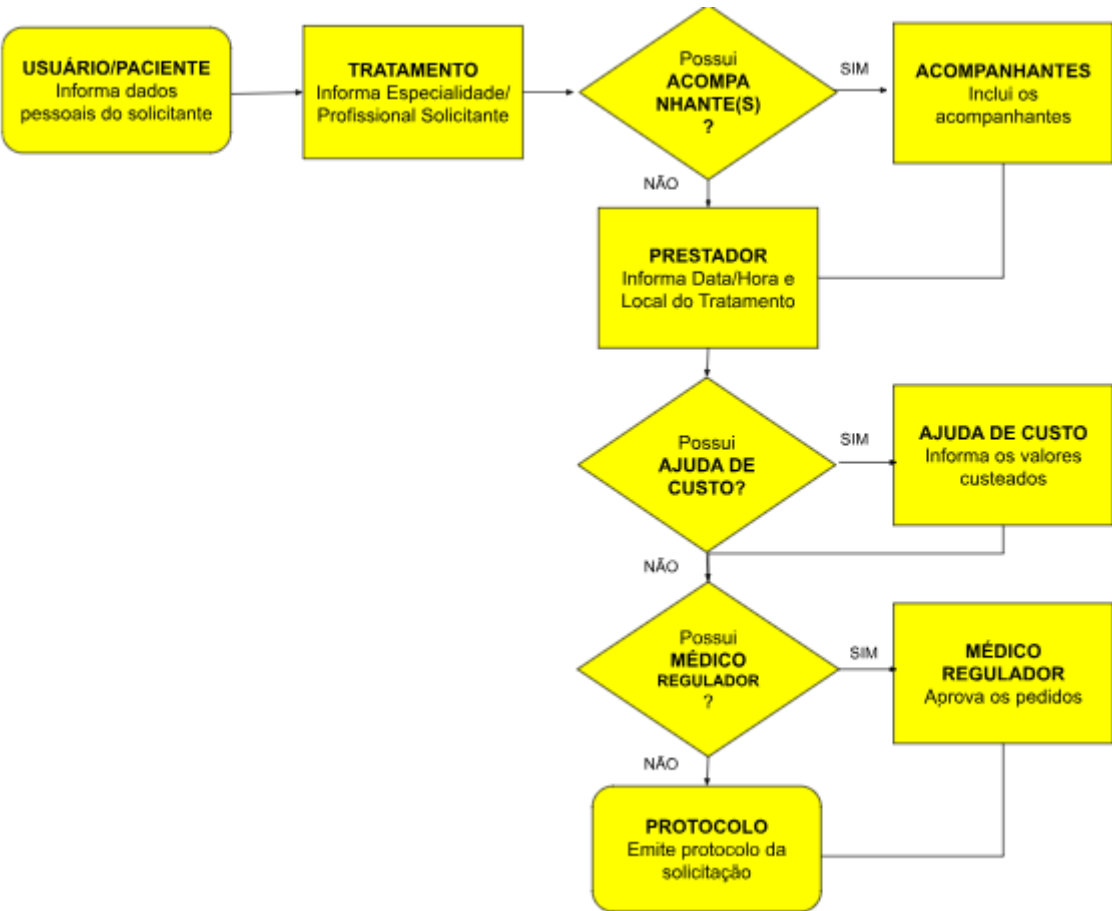 USUÁRIO/PACIENTE
Informa dados
pessoais do solicitante
TRATAMENTO
Informa Especialidade/
Profissional Solicitante
Possui
ACOMPA
NHANTE(S)
?
SIM
ACOMPANHANTES
Inclui os
acompanhantes
NÃO
PRESTADOR
Informa Data/Hora e
Local do Tratamento
Possui
AJUDA DE
CUSTO?
SIM
AJUDA DE CUSTO
Informa os valores
custeados
NÃO
Possui
MÉDICO
REGULADOR
?
SIM
MÉDICO
REGULADOR
Aprova os pedidos
NÃO
PROTOCOLO
Emite protocolo da
solicitação